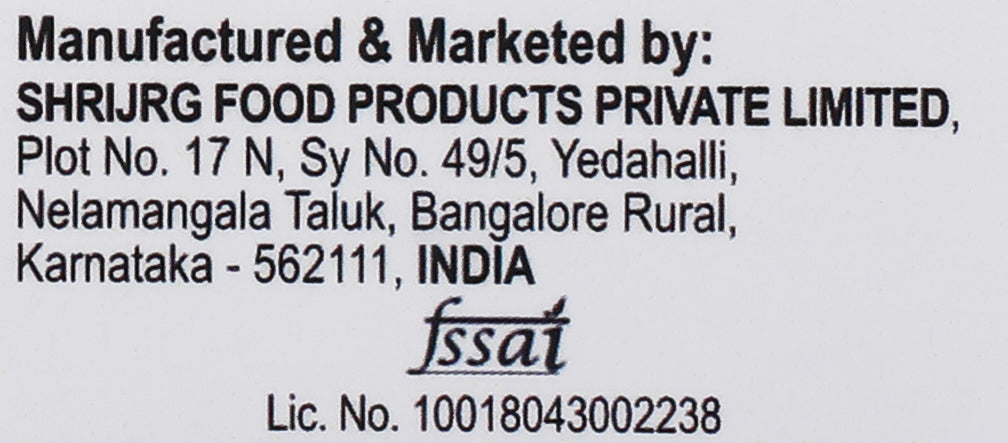 Manufactured & Marketed by:
SHRIJRG FOOD PRODUCTS PRIVATE LIMITED,
Plot No. 17 N, Sy No. 49/5, Yedahalli,
Nelamangala Taluk, Bangalore Rural,
Karnataka - 562111, INDIA
fssai
Lic. No. 10018043002238